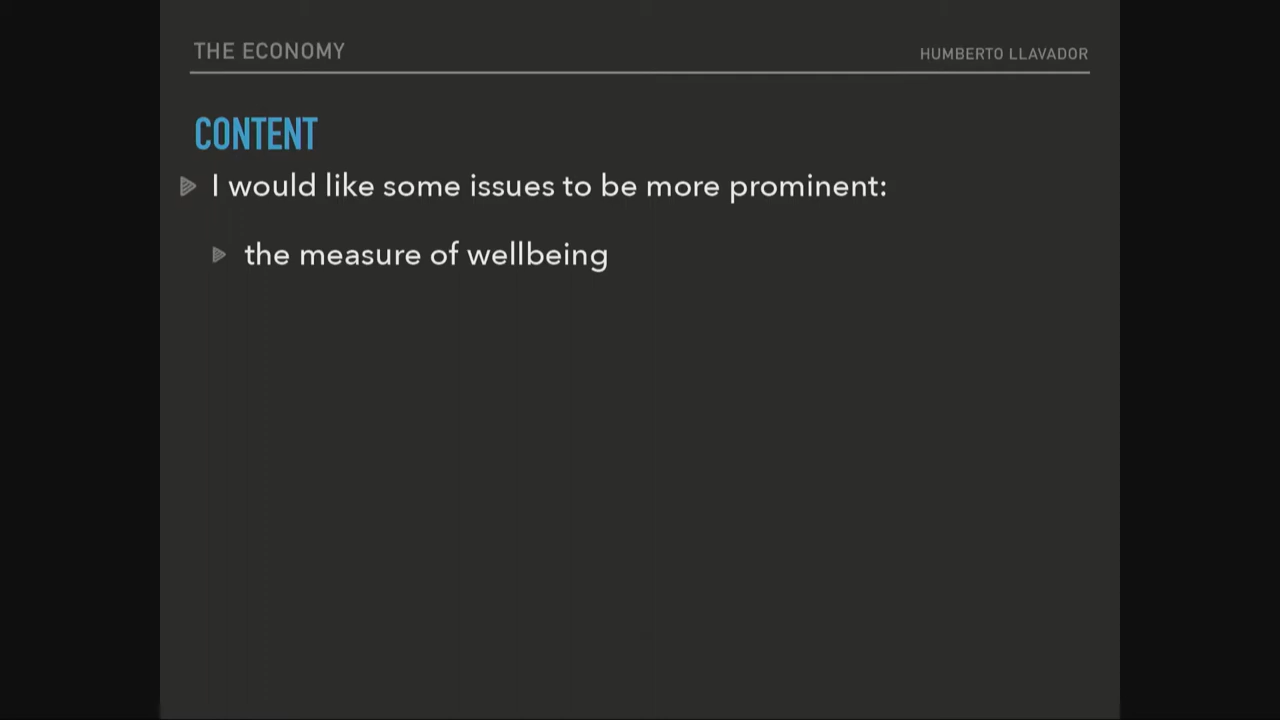 THE ECONOMY
HUMBERTO LLAVADOR
CONTENT
I would like some issues to be more prominent:
the measure of wellbeing